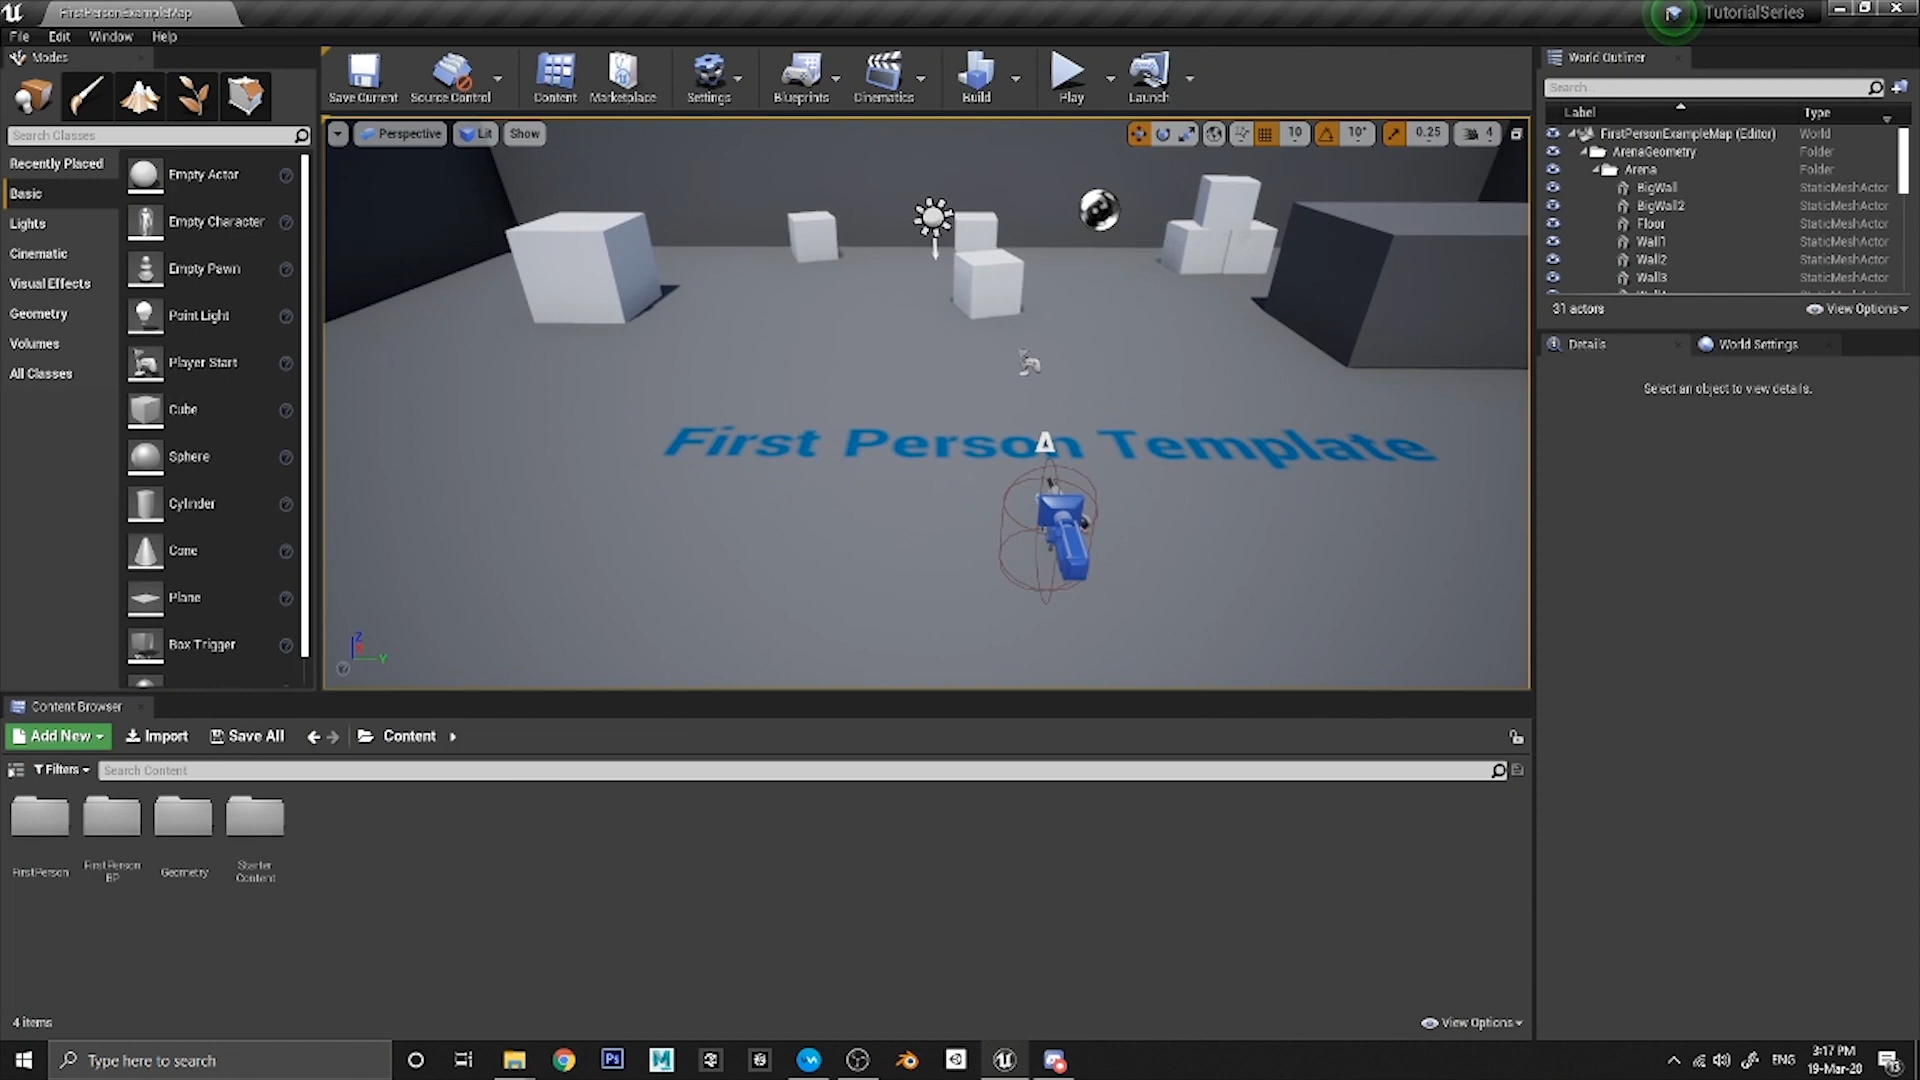 FirstPersonExampleMap
TutorialSeries
File Edit Window Help
Modes
Save Current Source Control Content Marketplace Settings Blueprints Cinematics Build Play Launch
World Outliner
Search...
Label Type
Search Classes
Perspective Lit Show 10 10° 0.25 4
FirstPersonExampleMap (Editor) World
ArenaGeometry Folder
Arena Folder
BigWall StaticMeshActor
BigWall2 StaticMeshActor
Floor StaticMeshActor
Wall1 StaticMeshActor
Wall2 StaticMeshActor
Wall3 StaticMeshActor
31 actors View Options
Details World Settings
Select an object to view details.
Recently Placed
Basic
Lights
Cinematic
Visual Effects
Geometry
Volumes
All Classes
Empty Actor
Empty Character
Empty Pawn
Point Light
Player Start
Cube
Sphere
Cylinder
Cone
Plane
Box Trigger
First Person Template
Z
X
Y
Content Browser
Add New Import Save All Content
Filters Search Content
FirstPerson
FirstPerson
BP
Geometry
Starter
Content
4 items View Options
Type here to search
Ps
ENG
3:17 PM
19-Mar-20
13